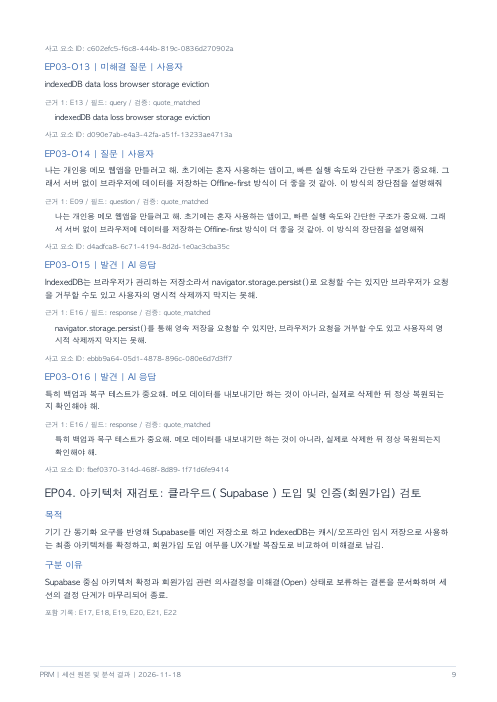 사고 요소 ID: c602efc5-f6c8-444b-819c-0836d270902a
EP03-O13 | 미해결 질문 | 사용자
indexedDB data loss browser storage eviction
근거 1: E13 / 필드: query / 검증: quote_matched
indexedDB data loss browser storage eviction
사고 요소 ID: d090e7ab-e4a3-42fa-a51f-13233ae4713a
EP03-O14 | 질문 | 사용자
나는 개인용 메모 웹앱을 만들려고 해. 초기에는 혼자 사용하는 앱이고, 빠른 실행 속도와 간단한 구조가 중요해. 그
래서 서버 없이 브라우저에 데이터를 저장하는 Offline-first 방식이 더 좋을 것 같아. 이 방식의 장단점을 설명해줘
근거 1: E09 / 필드: question / 검증: quote_matched
나는 개인용 메모 웹앱을 만들려고 해. 초기에는 혼자 사용하는 앱이고, 빠른 실행 속도와 간단한 구조가 중요해. 그래
서 서버 없이 브라우저에 데이터를 저장하는 Offline-first 방식이 더 좋을 것 같아. 이 방식의 장단점을 설명해줘
사고 요소 ID: d4adfca8-6c71-4194-8d2d-1e0ac3cba35c
EP03-O15 | 발견 | AI 응답
IndexedDB는 브라우저가 관리하는 저장소라서 navigator.storage.persist()로 요청할 수는 있지만 브라우저가 요청
을 거부할 수도 있고 사용자의 명시적 삭제까지 막지는 못해.
근거 1: E16 / 필드: response / 검증: quote_matched
navigator.storage.persist()를 통해 영속 저장을 요청할 수 있지만, 브라우저가 요청을 거부할 수도 있고 사용자의 명
시적 삭제까지 막지는 못해.
사고 요소 ID: ebbb9a64-05d1-4878-896c-080e6d7d3ff7
EP03-O16 | 발견 | AI 응답
특히 백업과 복구 테스트가 중요해. 메모 데이터를 내보내기만 하는 것이 아니라, 실제로 삭제한 뒤 정상 복원되는
지 확인해야 해.
근거 1: E16 / 필드: response / 검증: quote_matched
특히 백업과 복구 테스트가 중요해. 메모 데이터를 내보내기만 하는 것이 아니라, 실제로 삭제한 뒤 정상 복원되는지
확인해야 해.
사고 요소 ID: fbef0370-314d-468f-8d89-1f71d6fe9414
EP04. 아키텍처 재검토: 클라우드( Supabase ) 도입 및 인증(회원가입) 검토
목적
기기 간 동기화 요구를 반영해 Supabase를 메인 저장소로 하고 IndexedDB는 캐시/오프라인 임시 저장으로 사용하
는 최종 아키텍처를 확정하고, 회원가입 도입 여부를 UX·개발 복잡도로 비교하여 미해결로 남김.
구분 이유
Supabase 중심 아키텍처 확정과 회원가입 관련 의사결정을 미해결(Open) 상태로 보류하는 결론을 문서화하며 세
션의 결정 단계가 마무리되어 종료.
포함 기록: E17, E18, E19, E20, E21, E22
PRM | 세션 원본 및 분석 결과 | 2026-11-18
9